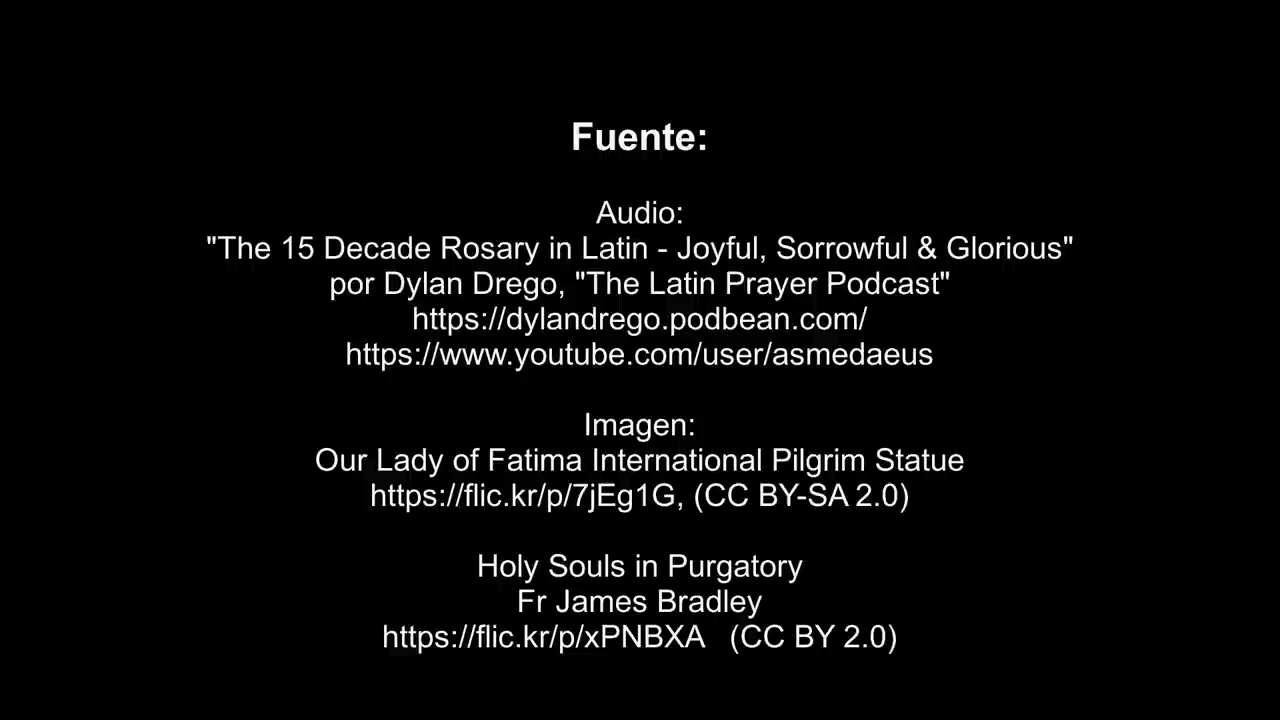 Fuente:
Audio:
"The 15 Decade Rosary in Latin - Joyful, Sorrowful & Glorious"
por Dylan Drego, "The Latin Prayer Podcast"
https://dylandrego.podbean.com/
https://www.youtube.com/user/asmedaeus
Imagen:
Our Lady of Fatima International Pilgrim Statue
https://flic.kr/p/7jEg1G, (CC BY-SA 2.0)
Holy Souls in Purgatory
Fr James Bradley
https://flic.kr/p/xPNBXA (CC BY 2.0)